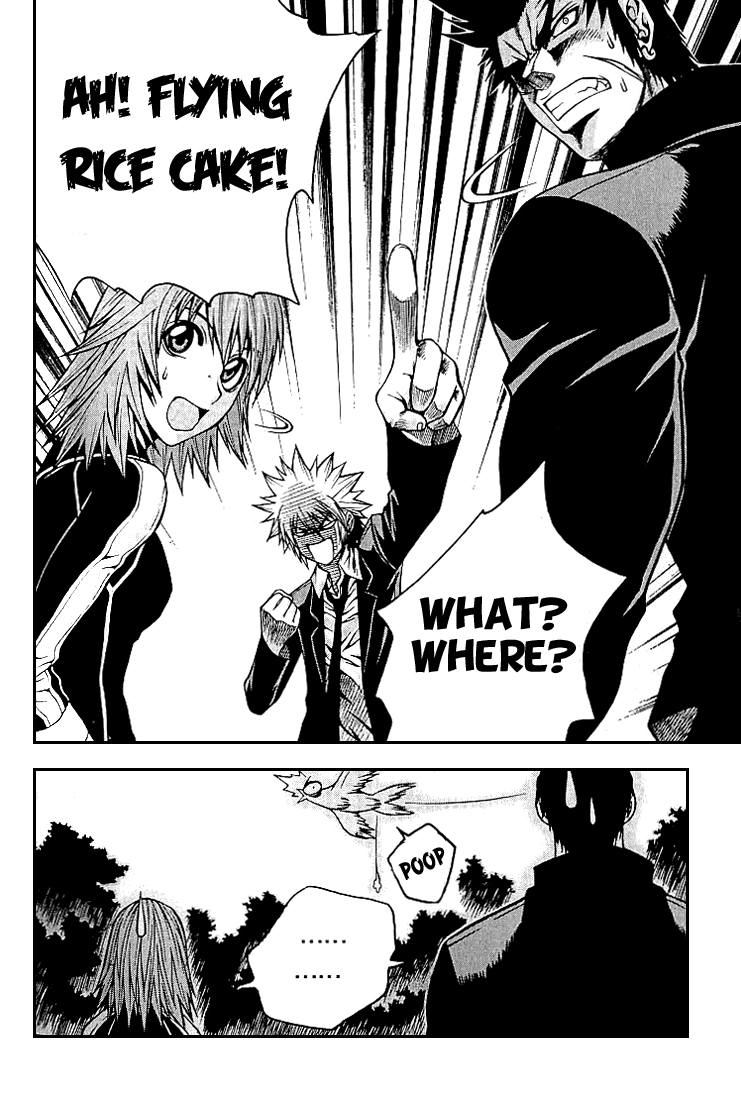 AH! FLYING
RICE CAKE!
WHAT?
WHERE?
POOP
......
......